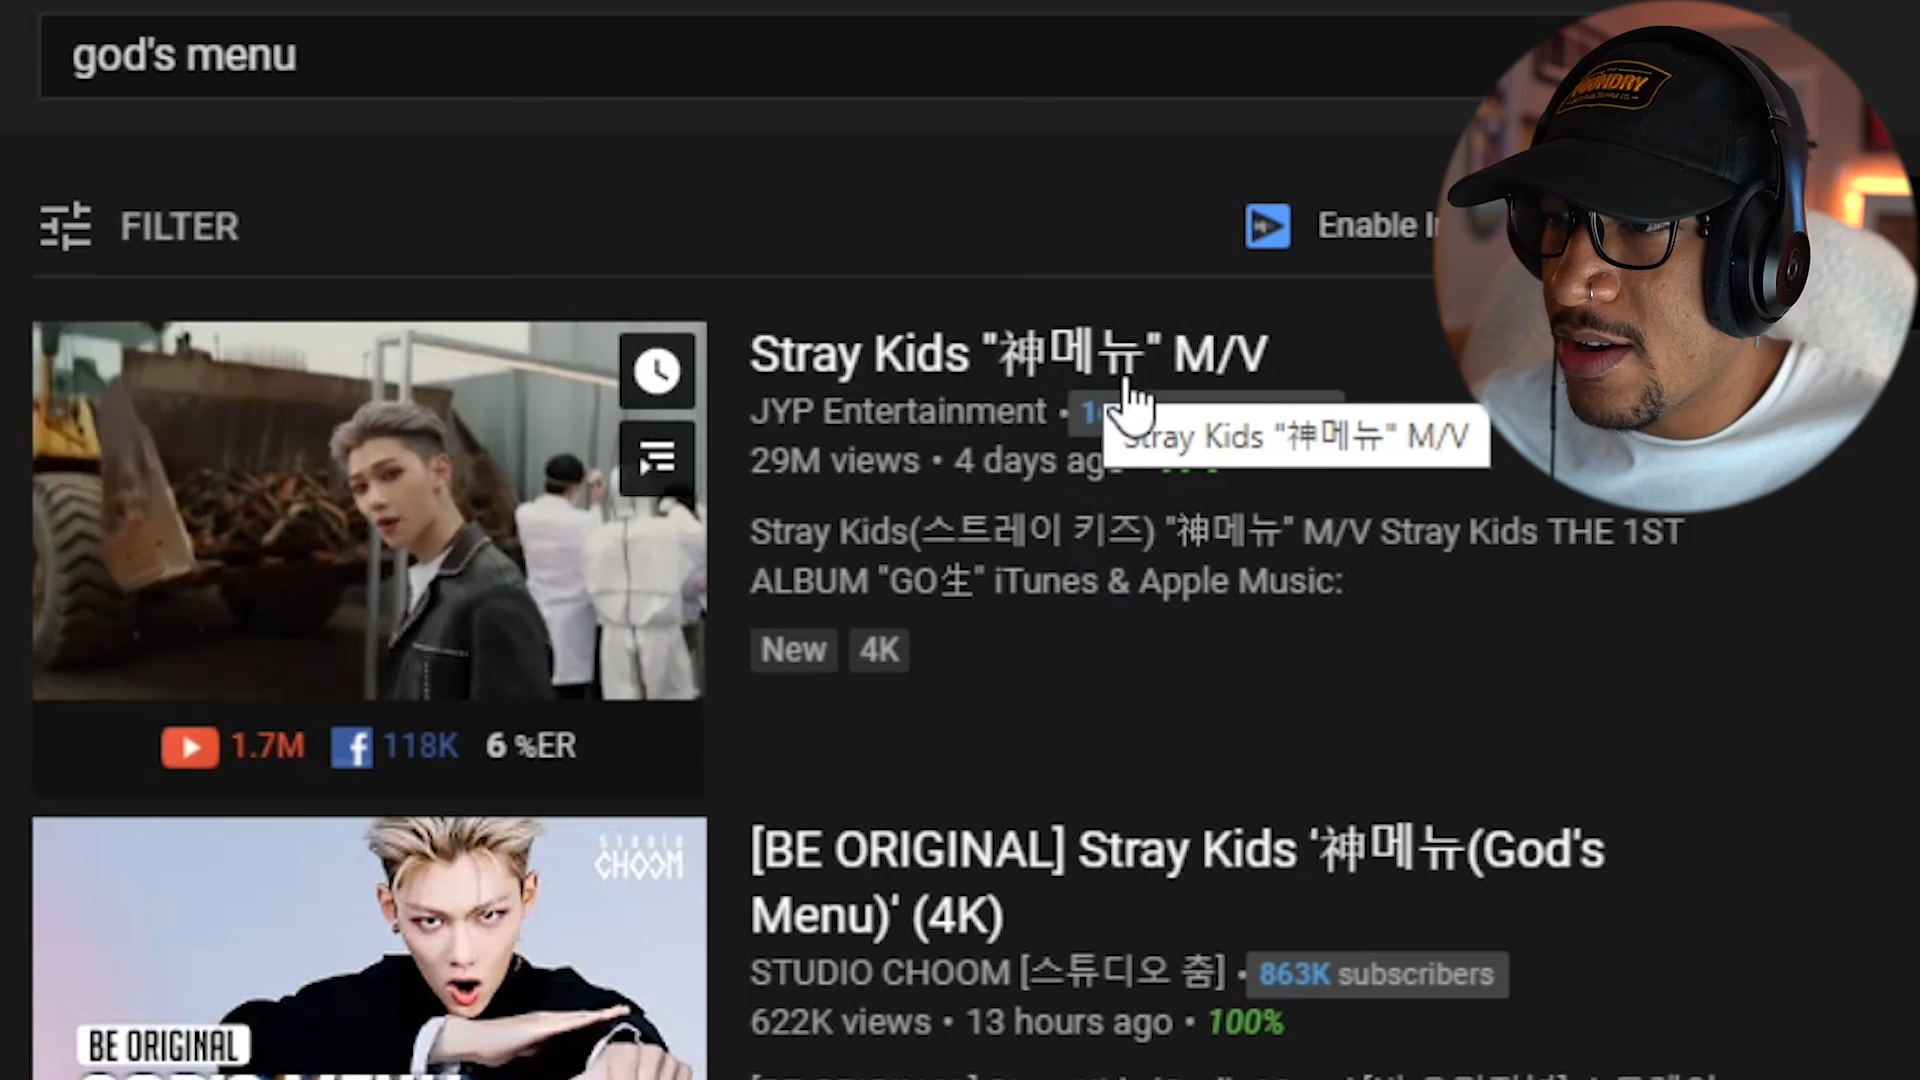 god's menu
FILTER
Enable
FOUNDRY
Stray Kids "神메뉴" M/V
JYP Entertainment •
Stray Kids "神메뉴" M/V
29M views • 4 days ago
Stray Kids(스트레이 키즈) "神메뉴" M/V Stray Kids THE 1ST
ALBUM "GO生" iTunes & Apple Music:
New 4K
1.7M 118K 6 %ER
[BE ORIGINAL] Stray Kids '神메뉴(God's
Menu)' (4K)
STUDIO CHOOM [스튜디오 춤] • 863K subscribers
622K views • 13 hours ago • 100%
STUDIO
CHOOM
BE ORIGINAL